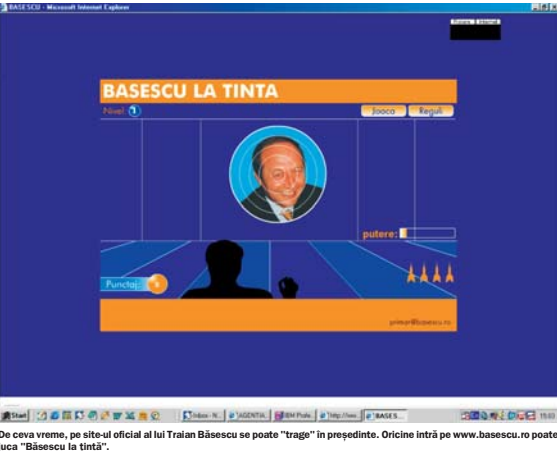 BASESCU - Microsoft Internet Explorer
BASESCU LA TINTA
Nivel 1
Joaca Reguli
putere:
Punctaj:
primar@basescu.ro
Start
15:03
De ceva vreme, pe site-ul oficial al lui Traian Băsescu se poate "trage" în președinte. Oricine intră pe www.basescu.ro poate
juca "Băsescu la țintă".